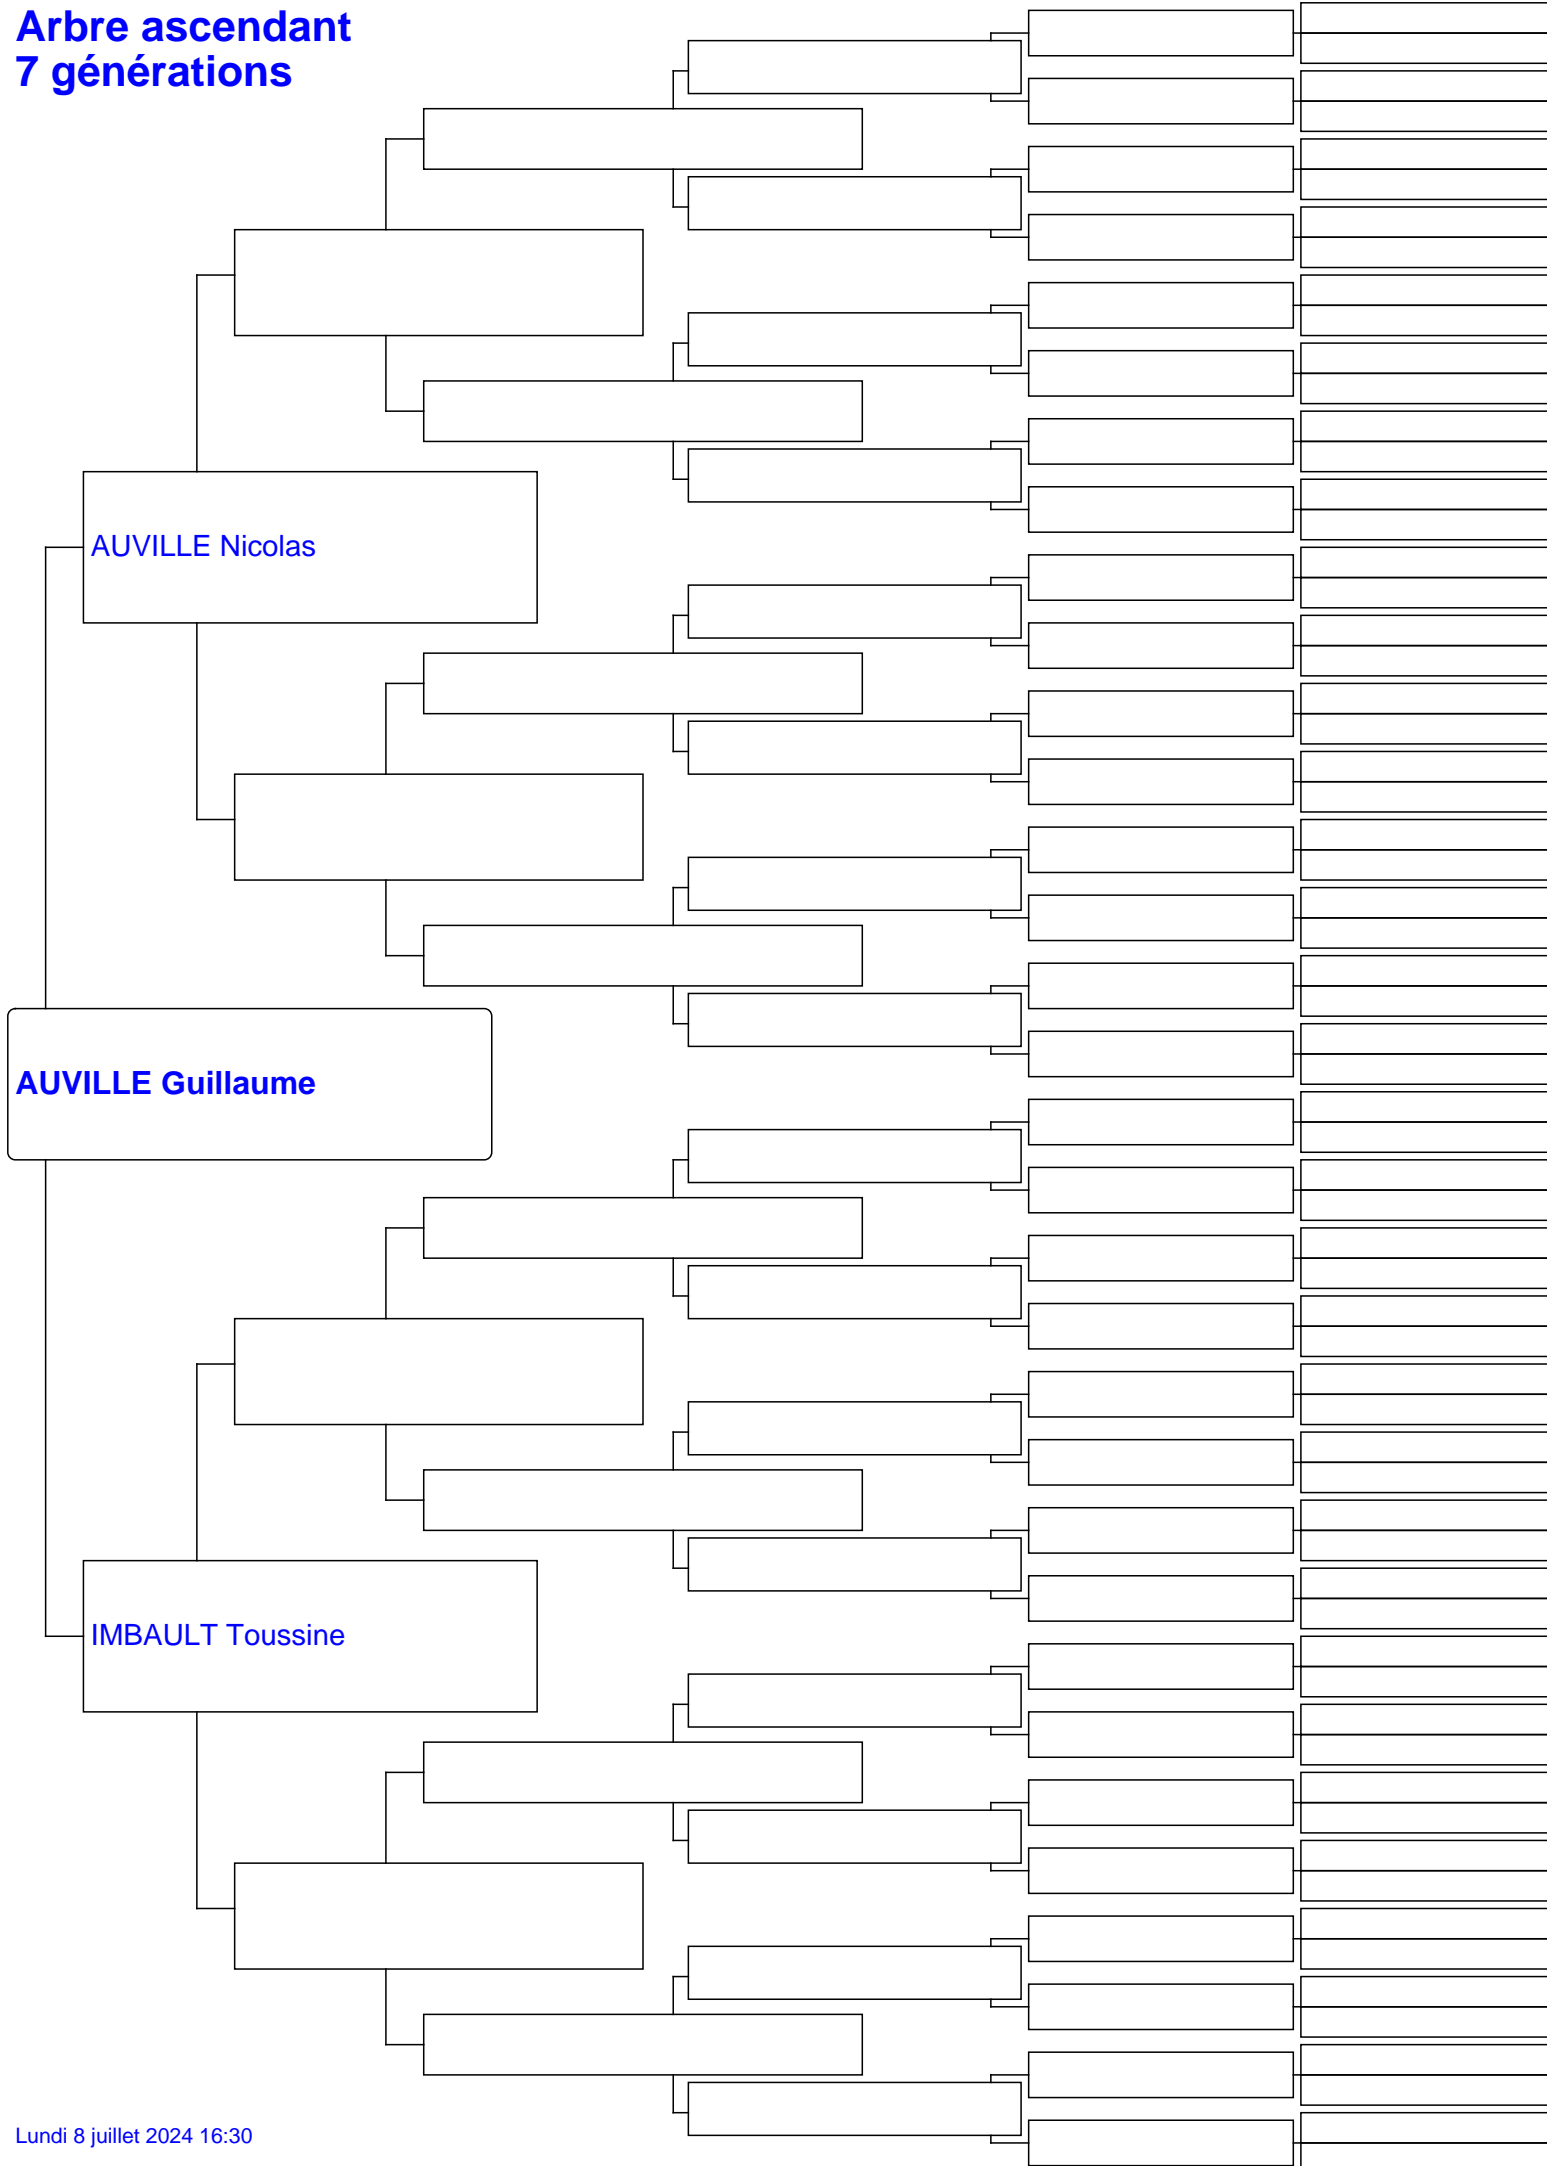 Arbre ascendant
7 générations
AUVILLE Nicolas
AUVILLE Guillaume
IMBAULT Toussine
Lundi 8 juillet 2024 16:30